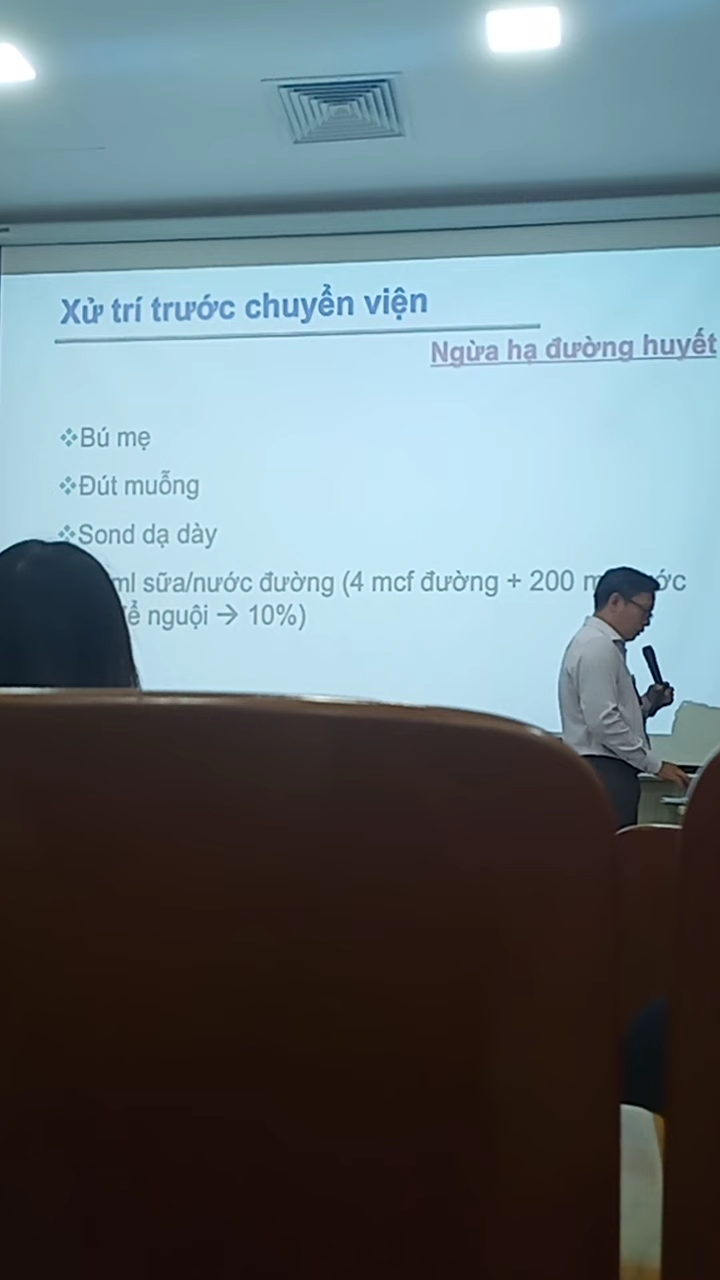 Xử trí trước chuyển viện
Ngừa hạ đường huyết
❖Bú mẹ
❖Đút muỗng
❖Sond dạ dày
ml sữa/nước đường (4 mcf đường + 200
nguội → 10%)